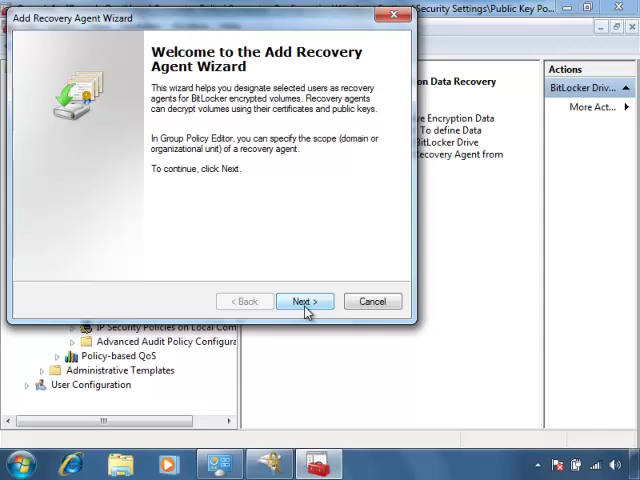 Add Recovery Agent Wizard
Security Settings\Public Key Po...
Welcome to the Add Recovery
Agent Wizard
This wizard helps you designate selected users as recovery
agents for BitLocker encrypted volumes. Recovery agents
can decrypt volumes using their certificates and public keys.
In Group Policy Editor, you can specify the scope (domain or
organizational unit) of a recovery agent.
To continue, click Next.
< Back
Next >
Cancel
on Data Recovery
ve Encryption Data
To define Data
BitLocker Drive
Recovery Agent from
Actions
BitLocker Driv...
More Act...
IP Security Policies on Local Com
Advanced Audit Policy Configura
Policy-based QoS
Administrative Templates
User Configuration